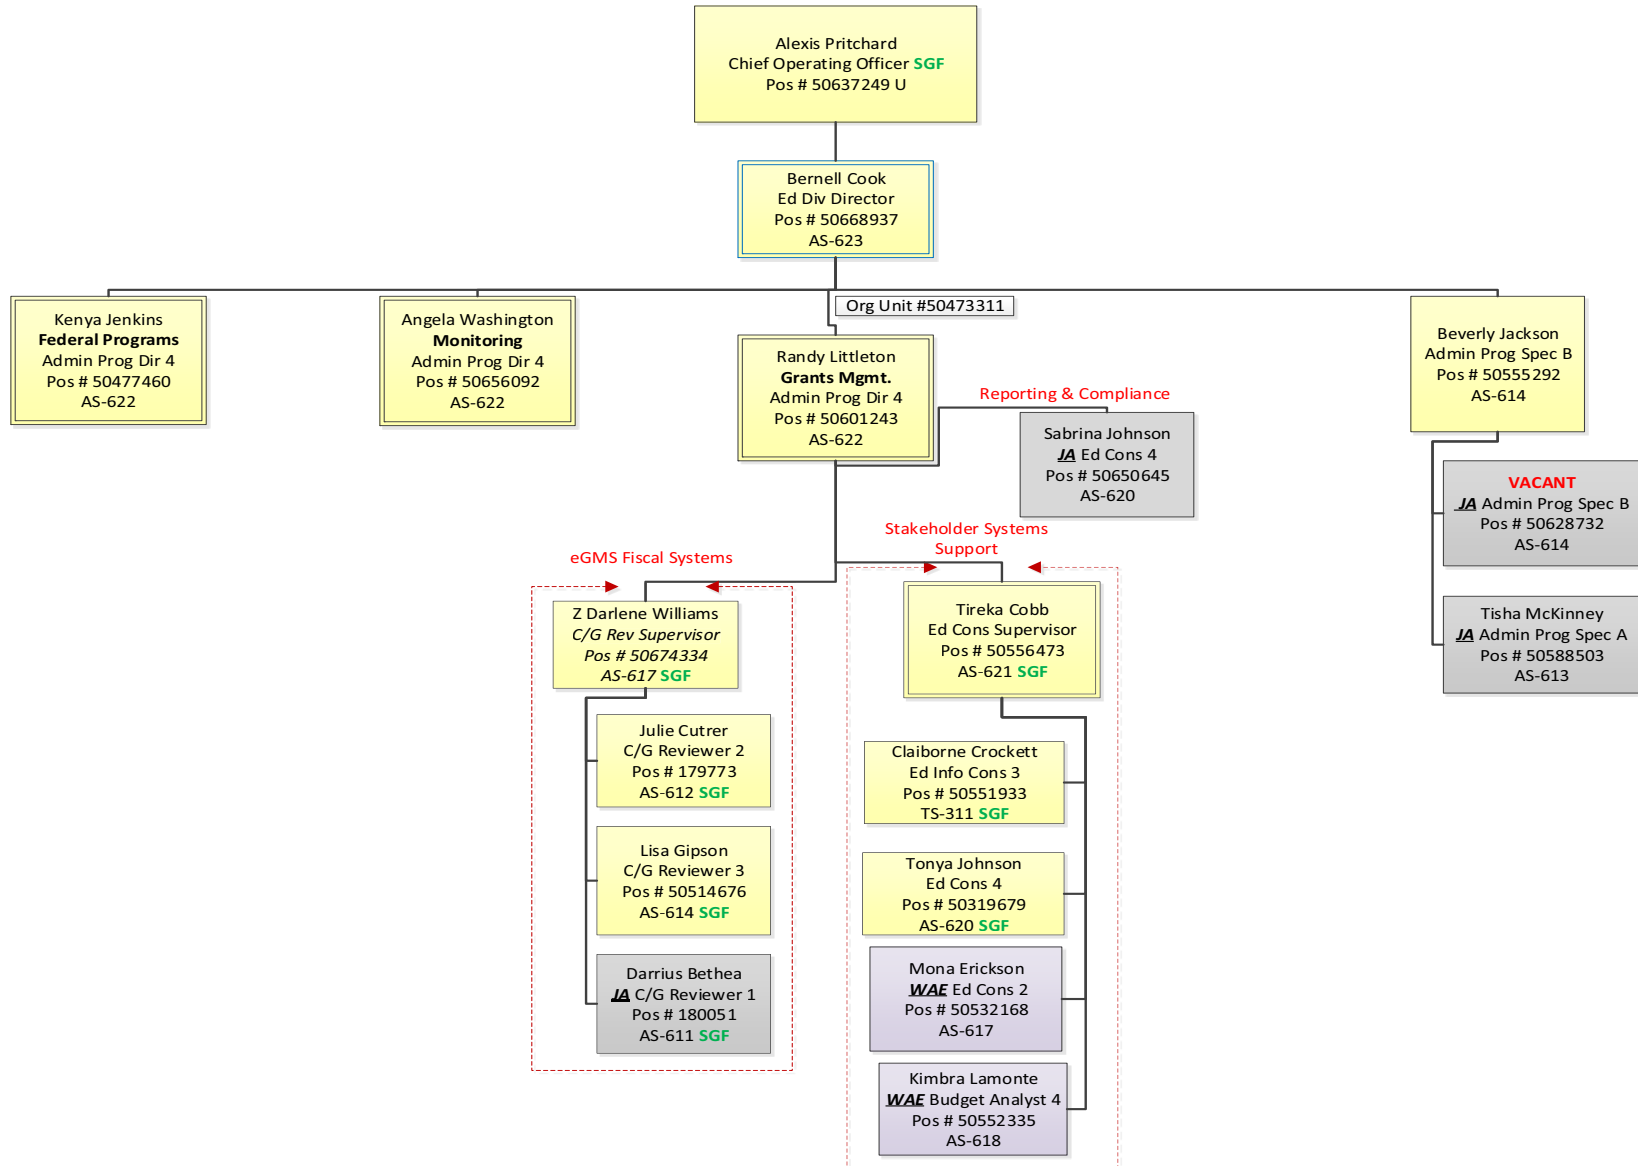 Alexis Pritchard
Chief Operating Officer SGF
Pos # 50637249 U
Bernell Cook
Ed Div Director
Pos # 50668937
AS-623
Org Unit #50473311
Kenya Jenkins
Federal Programs
Admin Prog Dir 4
Pos # 50477460
AS-622
Angela Washington
Monitoring
Admin Prog Dir 4
Pos # 50656092
AS-622
Randy Littleton
Grants Mgmt.
Admin Prog Dir 4
Pos # 50601243
AS-622
Beverly Jackson
Admin Prog Spec B
Pos # 50555292
AS-614
Reporting & Compliance
Sabrina Johnson
JA Ed Cons 4
Pos # 50650645
AS-620
VACANT
JA Admin Prog Spec B
Pos # 50628732
AS-614
Tisha McKinney
JA Admin Prog Spec A
Pos # 50588503
AS-613
eGMS Fiscal Systems
Z Darlene Williams
C/G Rev Supervisor
Pos # 50674334
AS-617 SGF
Julie Cutrer
C/G Reviewer 2
Pos # 179773
AS-612 SGF
Lisa Gipson
C/G Reviewer 3
Pos # 50514676
AS-614 SGF
Darrius Bethea
JA C/G Reviewer 1
Pos # 180051
AS-611 SGF
Stakeholder Systems
Support
Tireka Cobb
Ed Cons Supervisor
Pos # 50556473
AS-621 SGF
Claiborne Crockett
Ed Info Cons 3
Pos # 50551933
TS-311 SGF
Tonya Johnson
Ed Cons 4
Pos # 50319679
AS-620 SGF
Mona Erickson
WAE Ed Cons 2
Pos # 50532168
AS-617
Kimbra Lamonte
WAE Budget Analyst 4
Pos # 50552335
AS-618